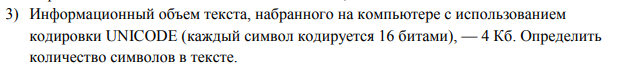 3) Информационный объем текста, набранного на компьютере с использованием
кодировки UNICODE (каждый символ кодируется 16 битами), — 4 Кб. Определить
количество символов в тексте.